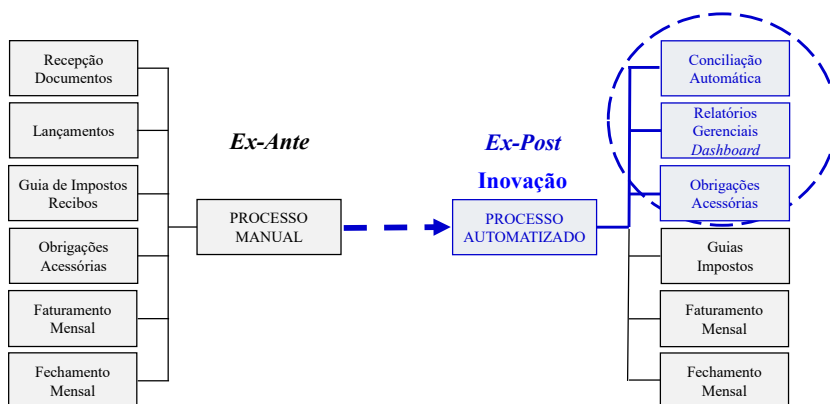 Recepção
Documentos
Lançamentos
Guia de Impostos
Recibos
Obrigações
Acessórias
Faturamento
Mensal
Fechamento
Mensal
Ex-Ante
PROCESSO
MANUAL
Ex-Post
Inovação
PROCESSO
AUTOMATIZADO
Conciliação
Automática
Relatórios
Gerenciais
Dashboard
Obrigações
Acessórias
Guias
Impostos
Faturamento
Mensal
Fechamento
Mensal